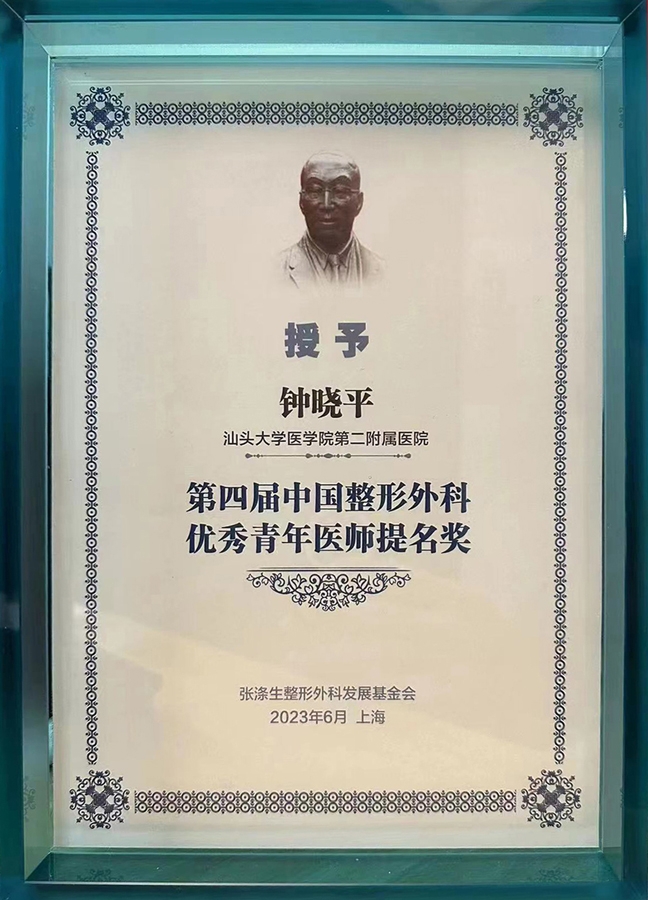 授予
钟晓平
汕头大学医学院第二附属医院
第四届中国整形外科
优秀青年医师提名奖
张涤生整形外科发展基金会
2023年6月 上海